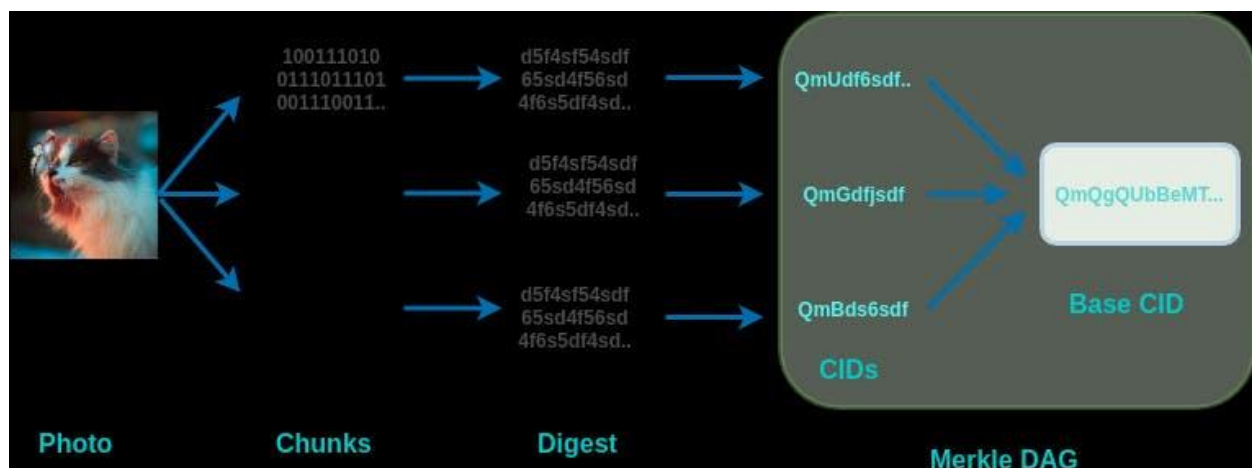 100111010
0111011101
001110011..
d5f4sf54sdf
65sd4f56sd
4f6s5df4sd..
QmUdf6sdf..
d5f4sf54sdf
65sd4f56sd
4f6s5df4sd..
QmGdfjsdf
QmQgQUbBeMT...
d5f4sf54sdf
65sd4f56sd
4f6s5df4sd..
QmBds6sdf
Base CID
CIDs
Photo
Chunks
Digest
Merkle DAG